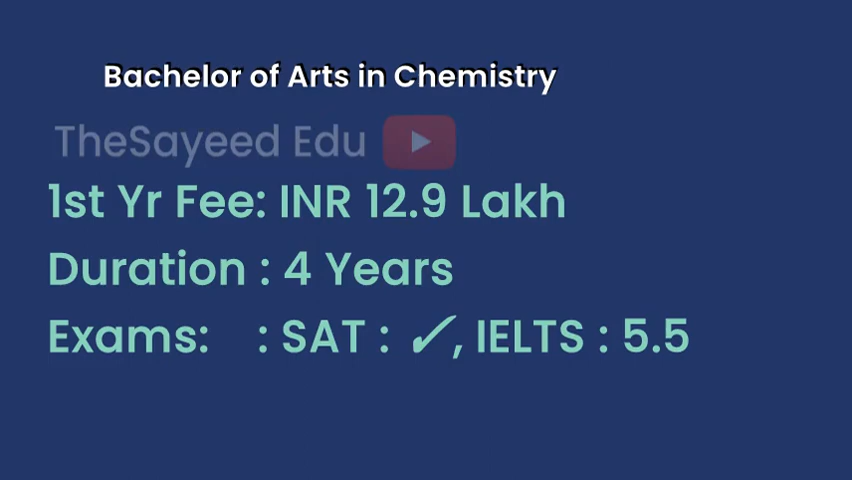 Bachelor of Arts in Chemistry
TheSayeed Edu
1st Yr Fee: INR 12.9 Lakh
Duration : 4 Years
Exams: : SAT : ✓, IELTS : 5.5